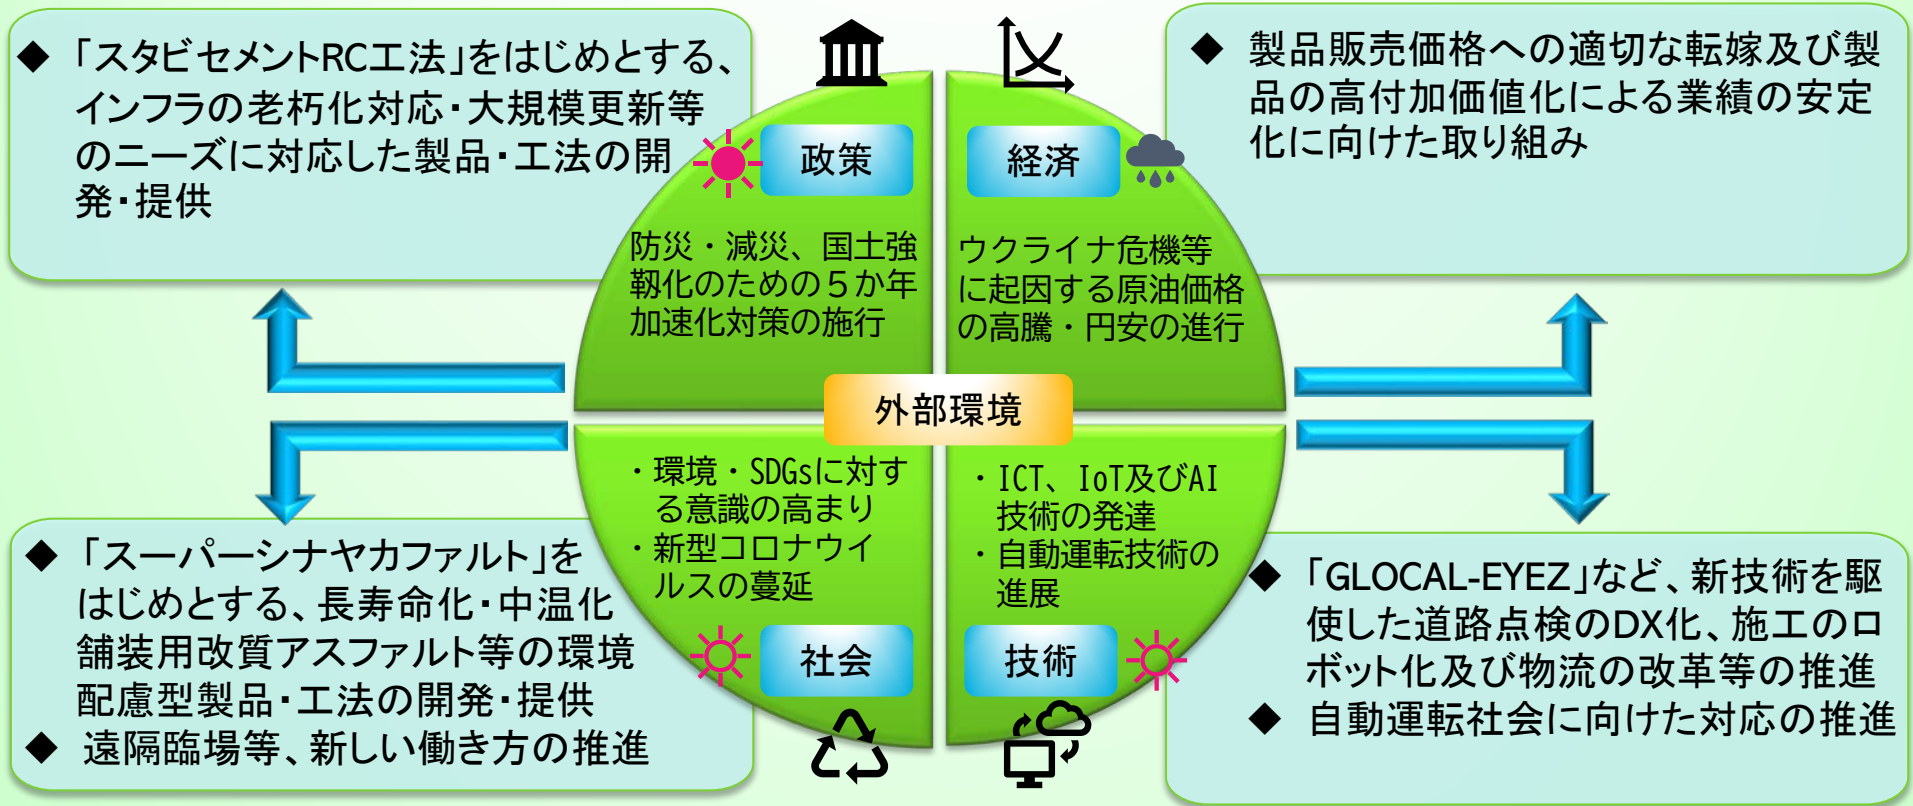 ◆ 「スタビセメントRC工法」をはじめとする、
インフラの老朽化対応・大規模更新等
のニーズに対応した製品・工法の開
発・提供
◆ 製品販売価格への適切な転嫁及び製
品の高付加価値化による業績の安定
化に向けた取り組み
政策
防災・減災、国土強
靱化のための５か年
加速化対策の施行
経済
ウクライナ危機等
に起因する原油価格
の高騰・円安の進行
外部環境
・環境・SDGsに対す
る意識の高まり
・新型コロナウイ
ルスの蔓延
社会
・ICT、IoT及びAI
技術の発達
・自動運転技術の
進展
技術
◆ 「スーパーシナヤカファルト」を
はじめとする、長寿命化・中温化
舗装用改質アスファルト等の環境
配慮型製品・工法の開発・提供
◆ 遠隔臨場等、新しい働き方の推進
◆ 「GLOCAL-EYEZ」など、新技術を駆
使した道路点検のDX化、施工のロ
ボット化及び物流の改革等の推進
◆ 自動運転社会に向けた対応の推進